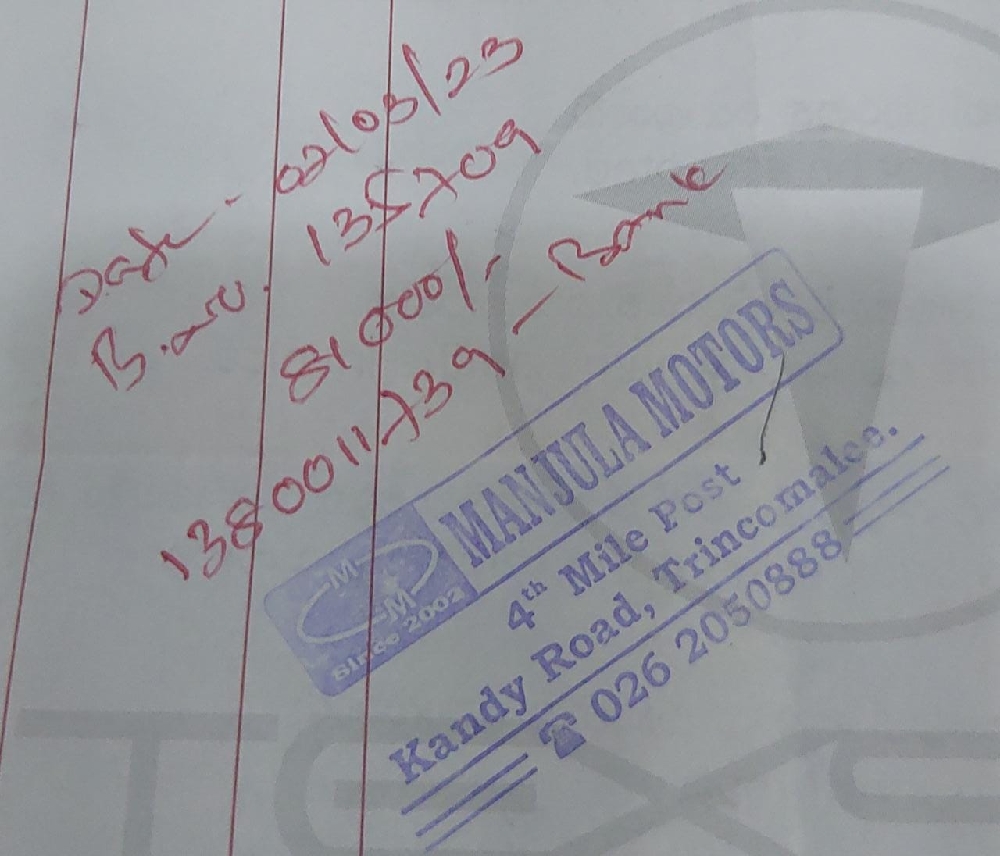 Date - 02/03/23
B.no. 135709
81000/-
1380011739 - Bank
MANJULA MOTORS
M
M
Since 2002
4th Mile Post
Kandy Road, Trincomalee.
☎ 026 2050888